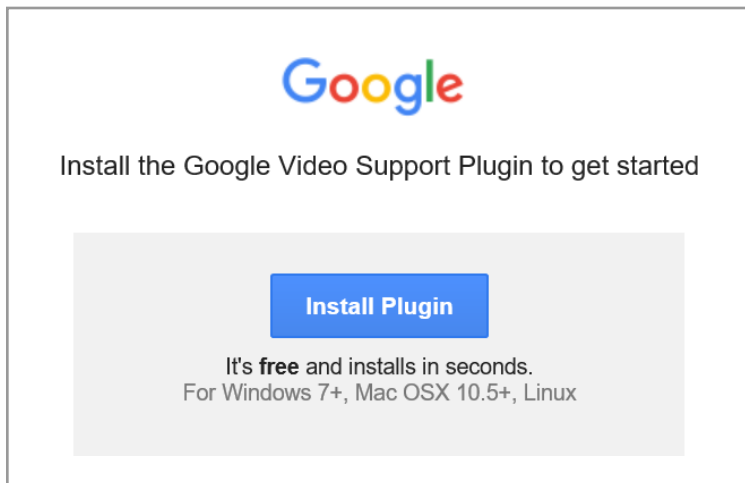 Google
Install the Google Video Support Plugin to get started
Install Plugin
It's free and installs in seconds.
For Windows 7+, Mac OSX 10.5+, Linux